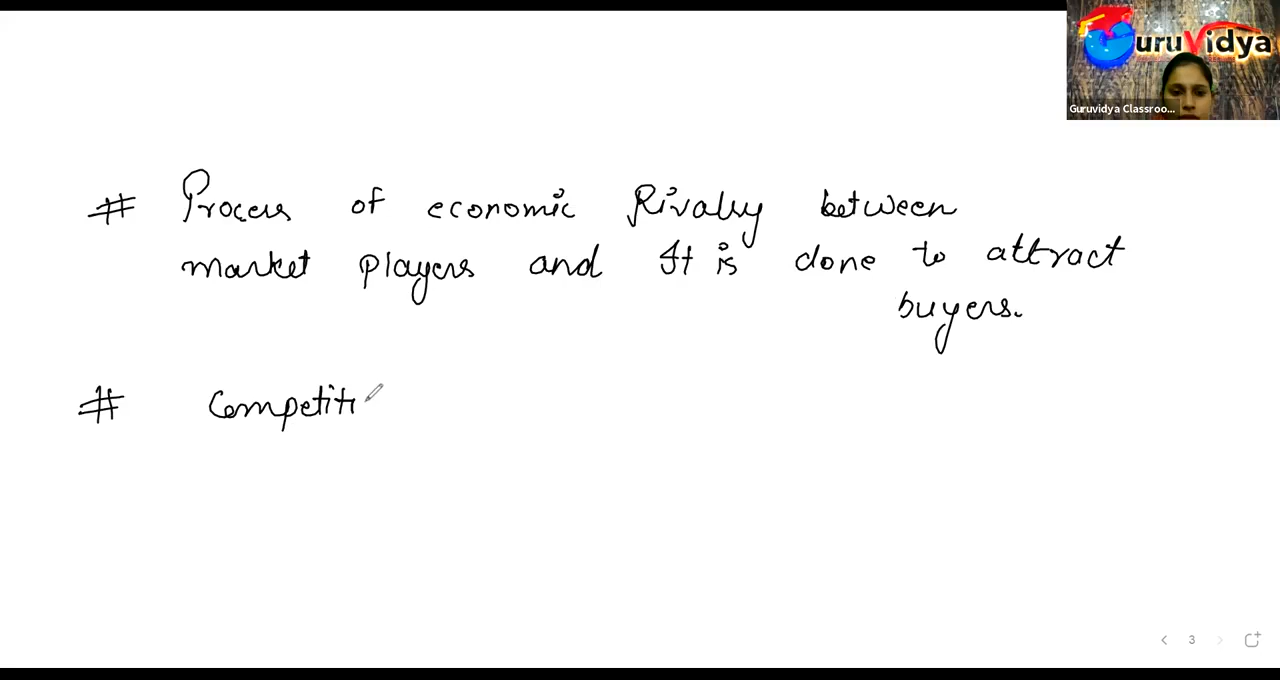 GuruVidya
Guruvidya Classroo...
# Process of economic Rivalry between
market players and It is done to attract
buyers.
# Competiti
3